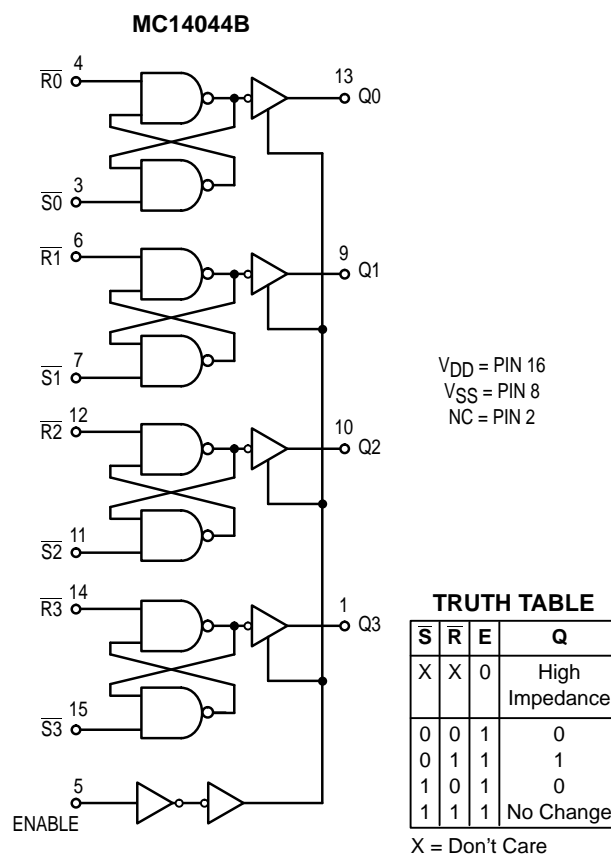 MC14044B
R0 4
13
Q0
3
S0
6
R1
9
Q1
7
S1
12
R2
10
Q2
11
S2
14
R3
1
Q3
15
S3
5
ENABLE
VDD = PIN 16
VSS = PIN 8
NC = PIN 2
TRUTH TABLE
S R E Q
X X 0 High
Impedance
0 0 1 0
0 1 1 1
1 0 1 0
1 1 1 No Change
X = Don't Care